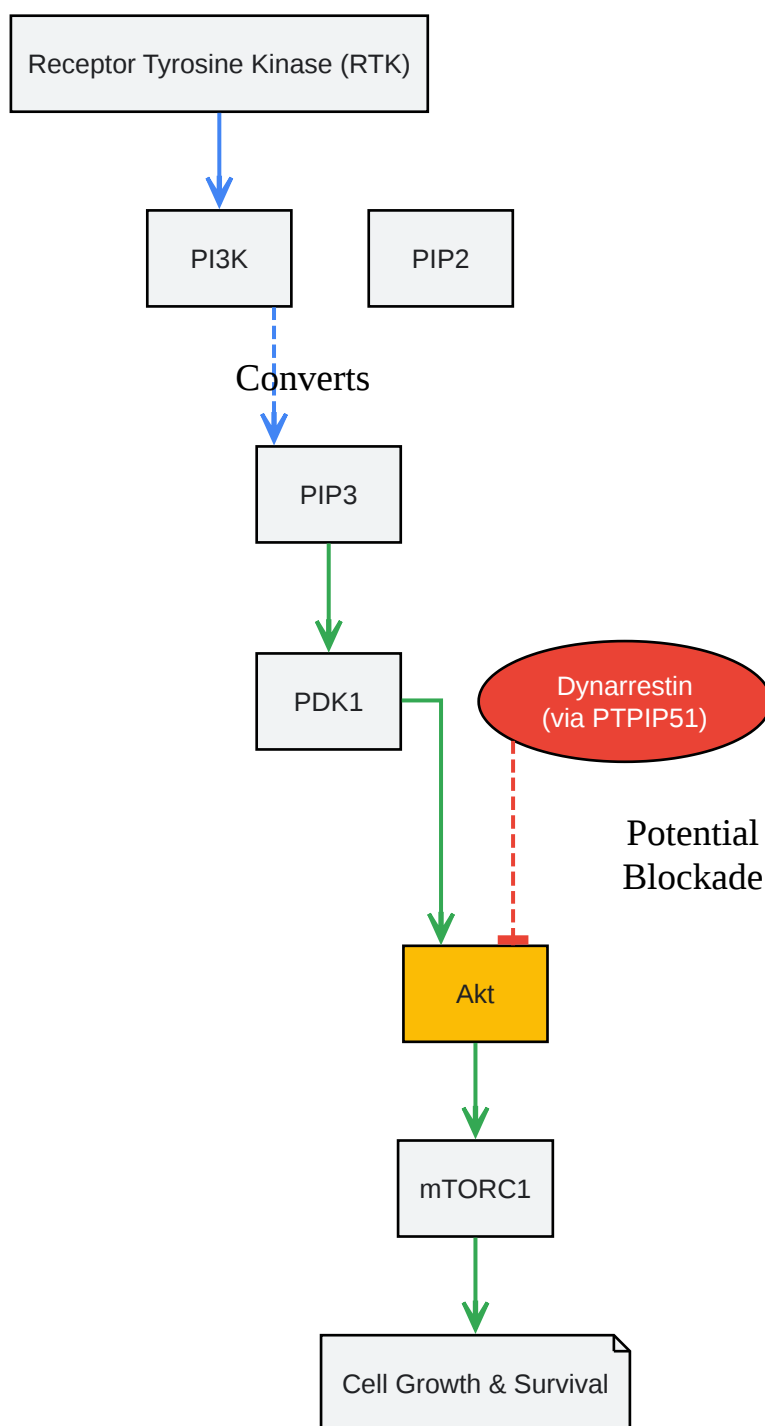 Receptor Tyrosine Kinase (RTK)
PI3K
PIP2
Converts
PIP3
PDK1
Dynarrestin
(via PTPIP51)
Potential
Blockade
Akt
mTORC1
Cell Growth & Survival